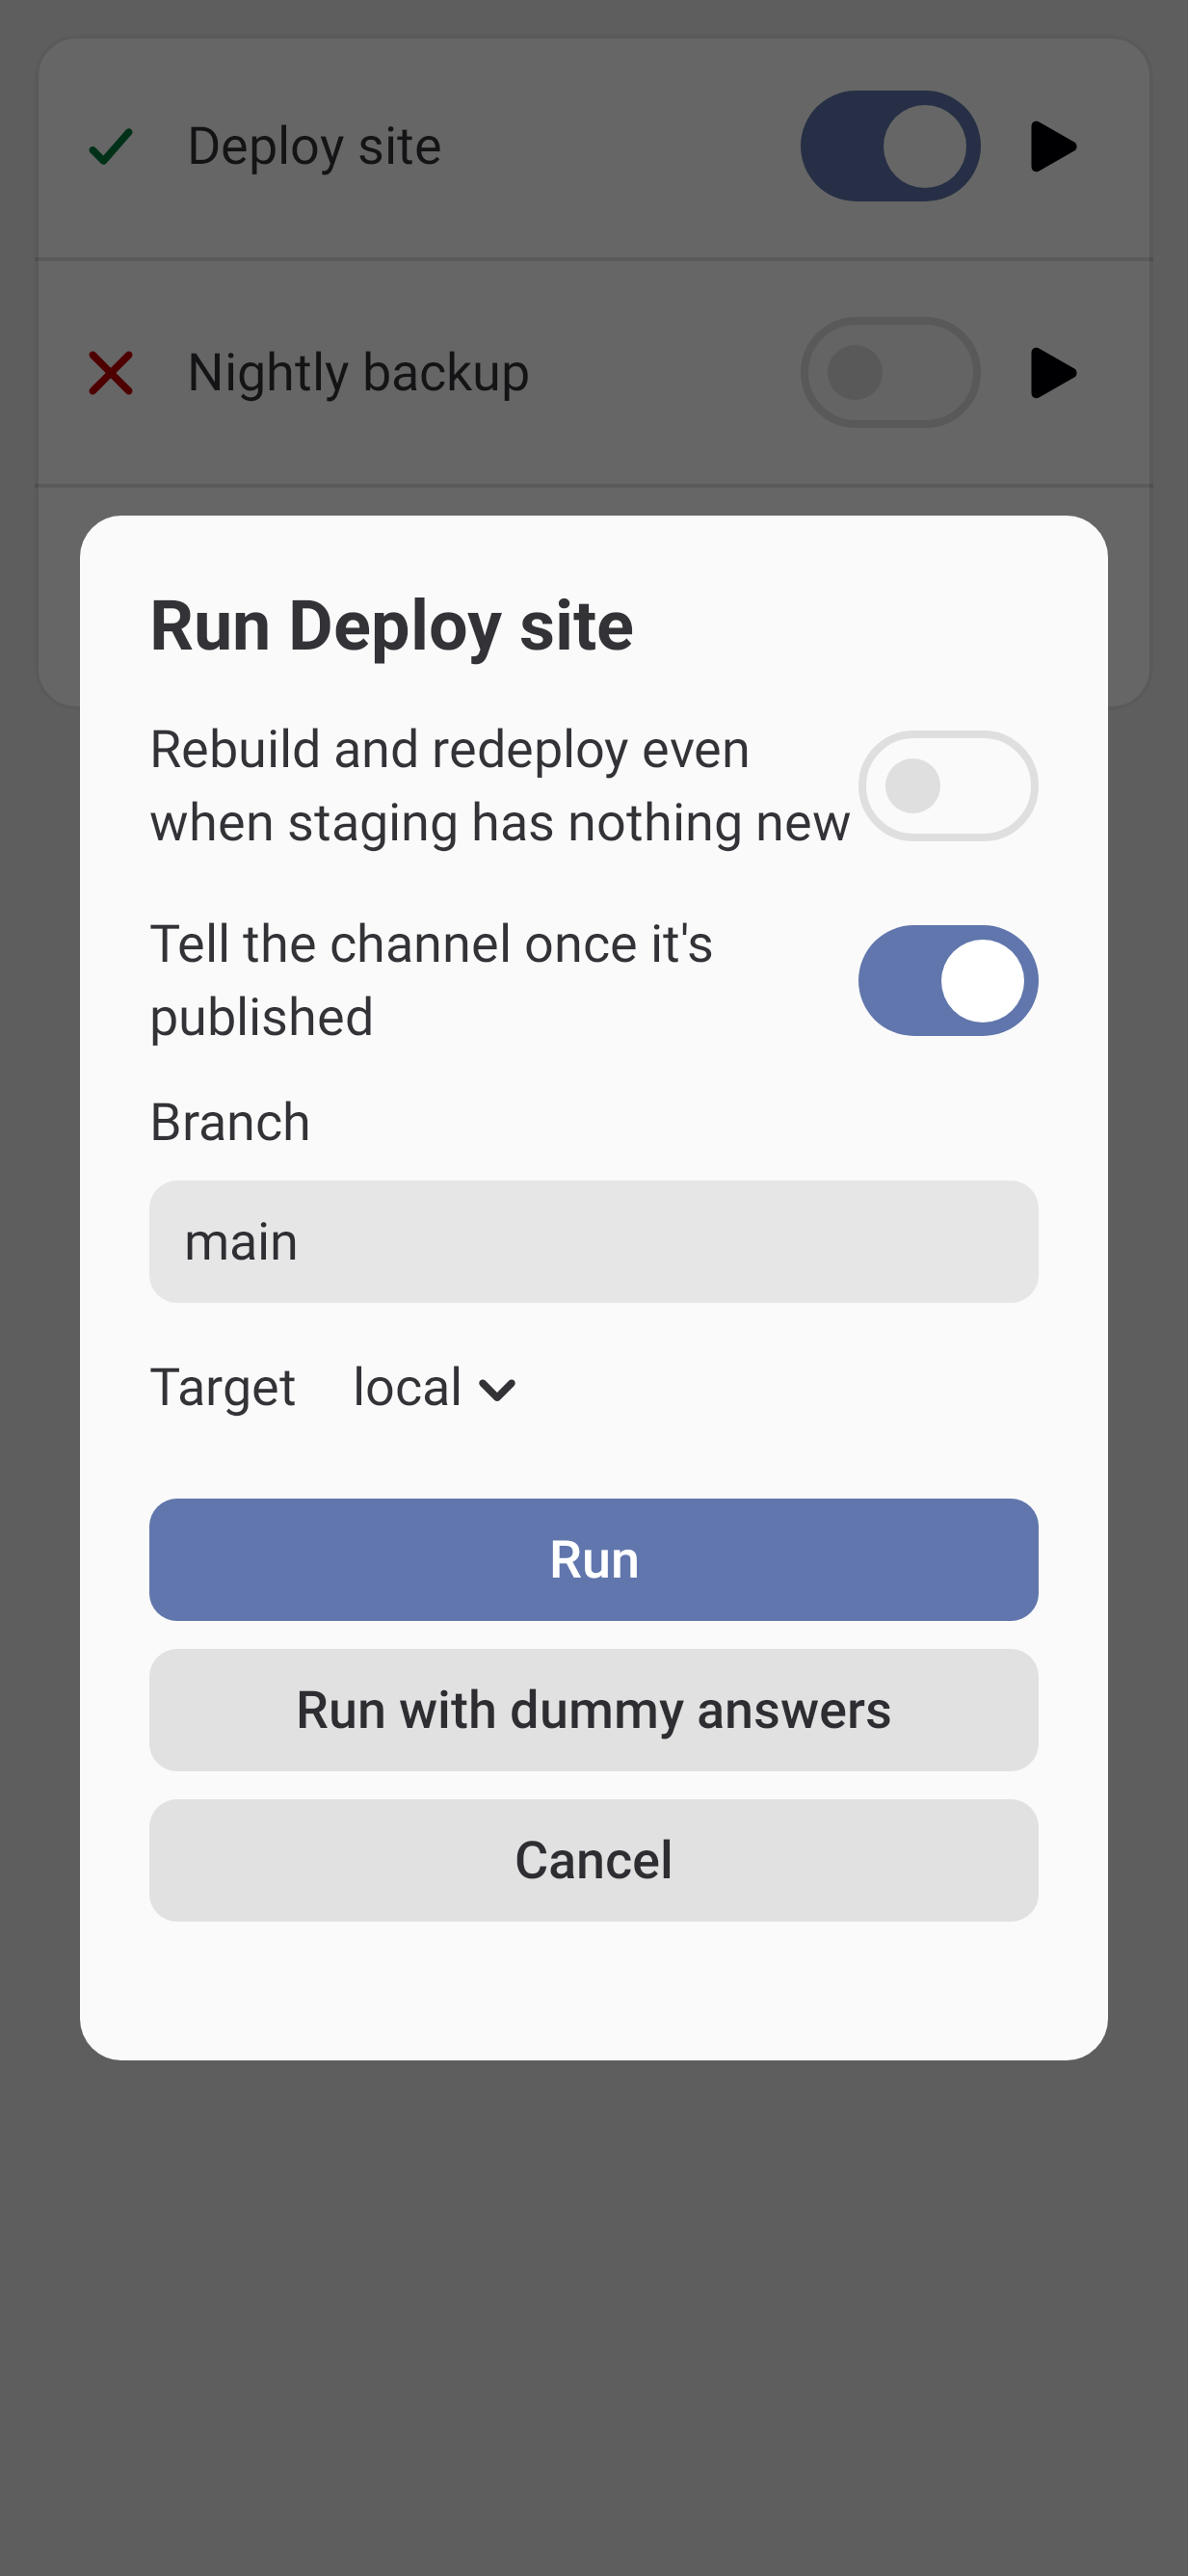 Deploy site
Nightly backup
Run Deploy site
Rebuild and redeploy even
when staging has nothing new
Tell the channel once it's
published
Branch
main
Target local
Run
Run with dummy answers
Cancel